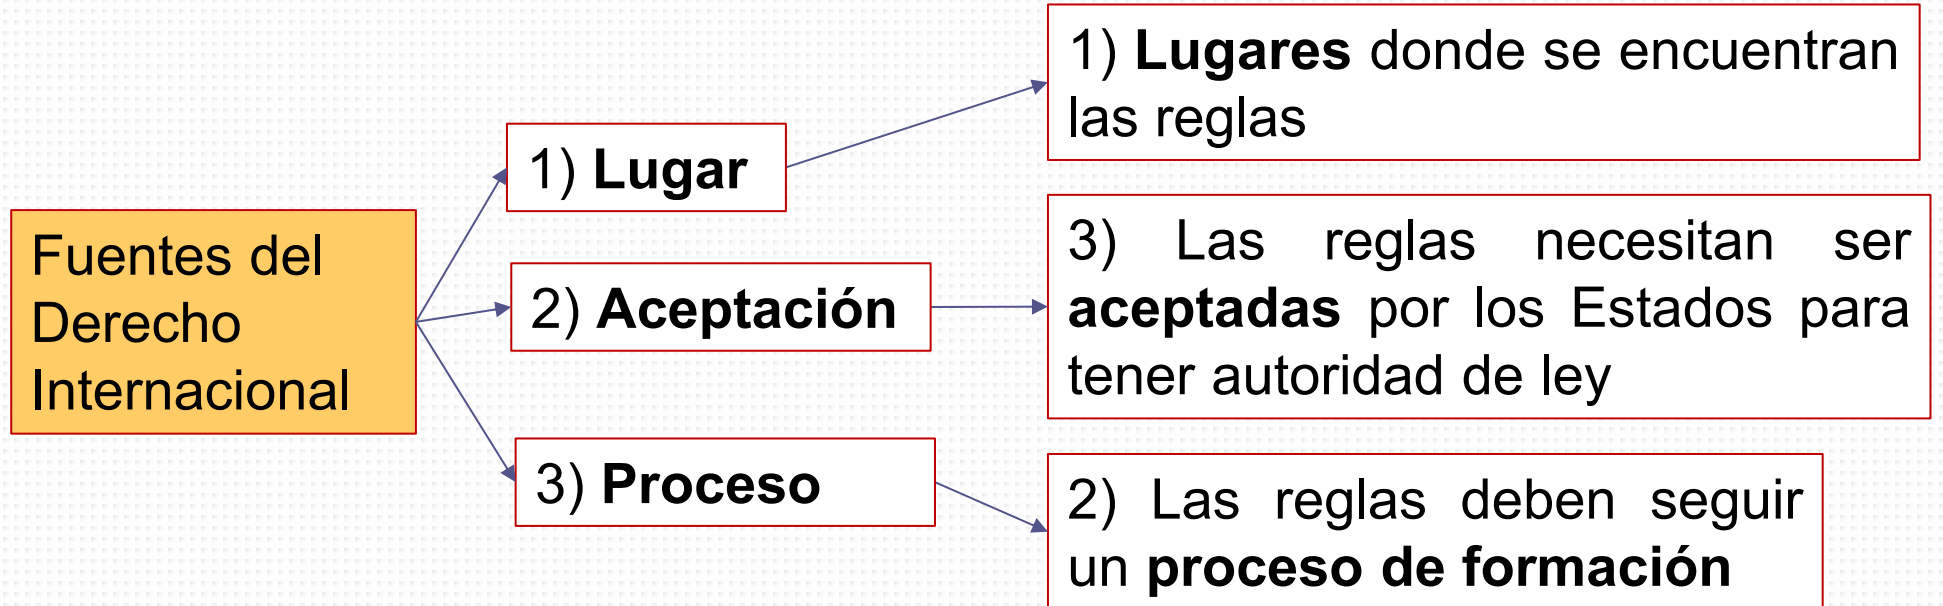 Fuentes del
Derecho
Internacional
1) Lugar
2) Aceptación
3) Proceso
1) Lugares donde se encuentran
las reglas
3) Las reglas necesitan ser
aceptadas por los Estados para
tener autoridad de ley
2) Las reglas deben seguir
un proceso de formación